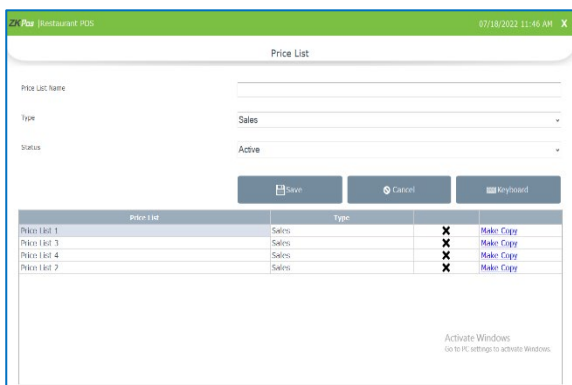 ZKPos |Restaurant POS 07/18/2022 11:46 AM X
Price List
Price List Name
Type Sales
Status Active
Save Cancel Keyboard
Price List Type
Price List 1 Sales X Make Copy
Price List 3 Sales X Make Copy
Price List 4 Sales X Make Copy
Price List 2 Sales X Make Copy
Activate Windows
Go to PC settings to activate Windows.